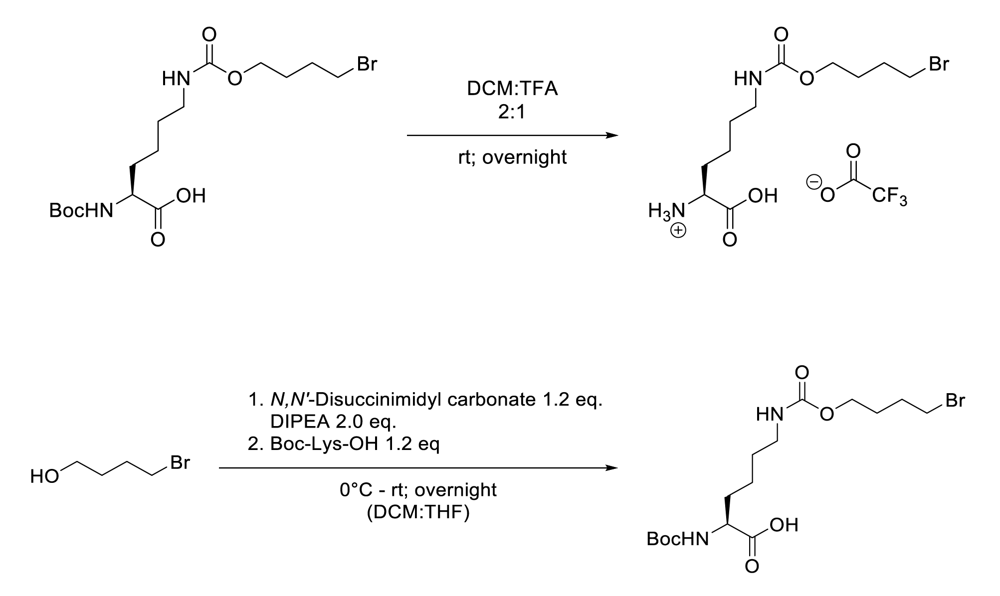 O
HN
O
Br
BocHN
OH
O
DCM:TFA
2:1
rt; overnight
O
HN
O
Br
H₃N
⊕
OH
O
O
⊖
O
CF₃
HO
Br
1. N,N'-Disuccinimidyl carbonate 1.2 eq.
DIPEA 2.0 eq.
2. Boc-Lys-OH 1.2 eq
0°C - rt; overnight
(DCM:THF)
O
HN
O
Br
BocHN
OH
O